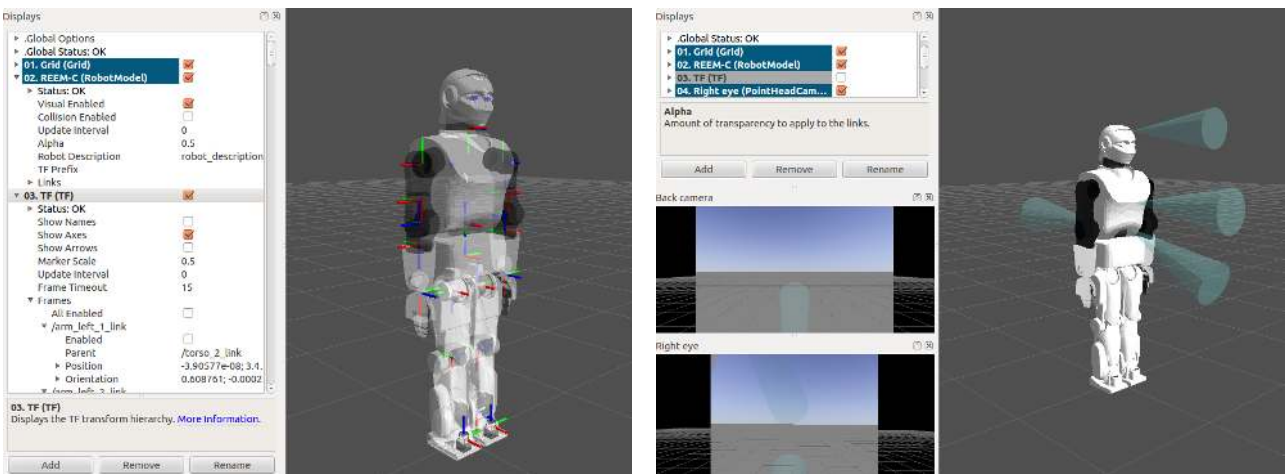 Displays
.Global Options
.Global Status: OK
01. Grid (Grid)
02. REEM-C (RobotModel)
Status: OK
Visual Enabled
Collision Enabled
Update Interval 0
Alpha 0.5
Robot Description robot_description
TF Prefix
Links
03. TF (TF)
Status: OK
Show Names
Show Axes
Show Arrows
Marker Scale 0.5
Update Interval 0
Frame Timeout 15
Frames
All Enabled
/arm_left_1_link
Enabled
Parent /torso_2_link
Position -3.90577e-08; 3.4.
Orientation 0.608761; -0.0002
03. TF (TF)
Displays the TF transform hierarchy. More Information.
Add Remove Rename
Displays
.Global Status: OK
01. Grid (Grid)
02. REEM-C (RobotModel)
03. TF (TF)
04. Right eye (PointHeadCam...
Alpha
Amount of transparency to apply to the links.
Add Remove Rename
Back camera
Right eye